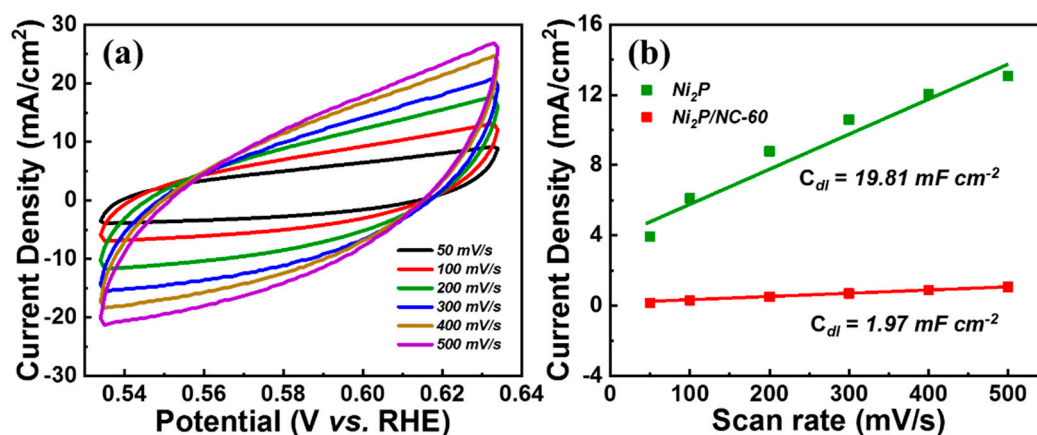 (a)
Current Density (mA/cm²)
30
20
10
0
-10
-20
-30
50 mV/s
100 mV/s
200 mV/s
300 mV/s
400 mV/s
500 mV/s
0.54 0.56 0.58 0.60 0.62 0.64
Potential (V vs. RHE)
(b)
Current Density (mA/cm²)
16
12
8
4
0
-4
Ni₂P
Ni₂P/NC-60
C_dl = 19.81 mF cm⁻²
C_dl = 1.97 mF cm⁻²
0 100 200 300 400 500
Scan rate (mV/s)